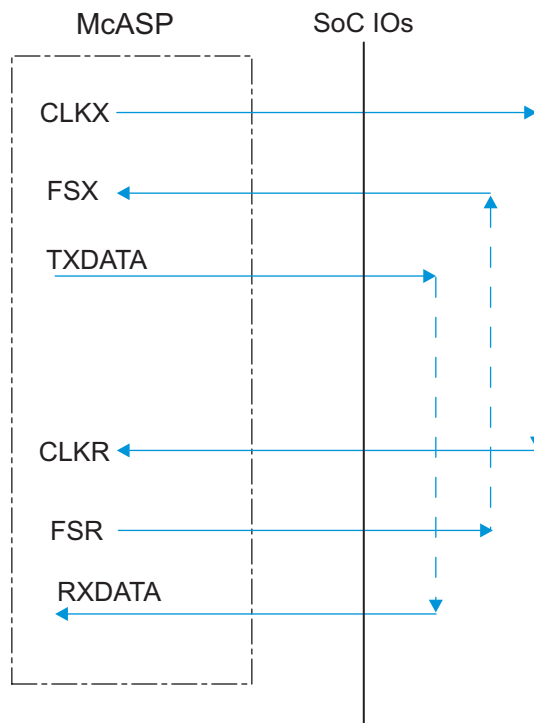 McASP
SoC IOs
CLKX
FSX
TXDATA
CLKR
FSR
RXDATA